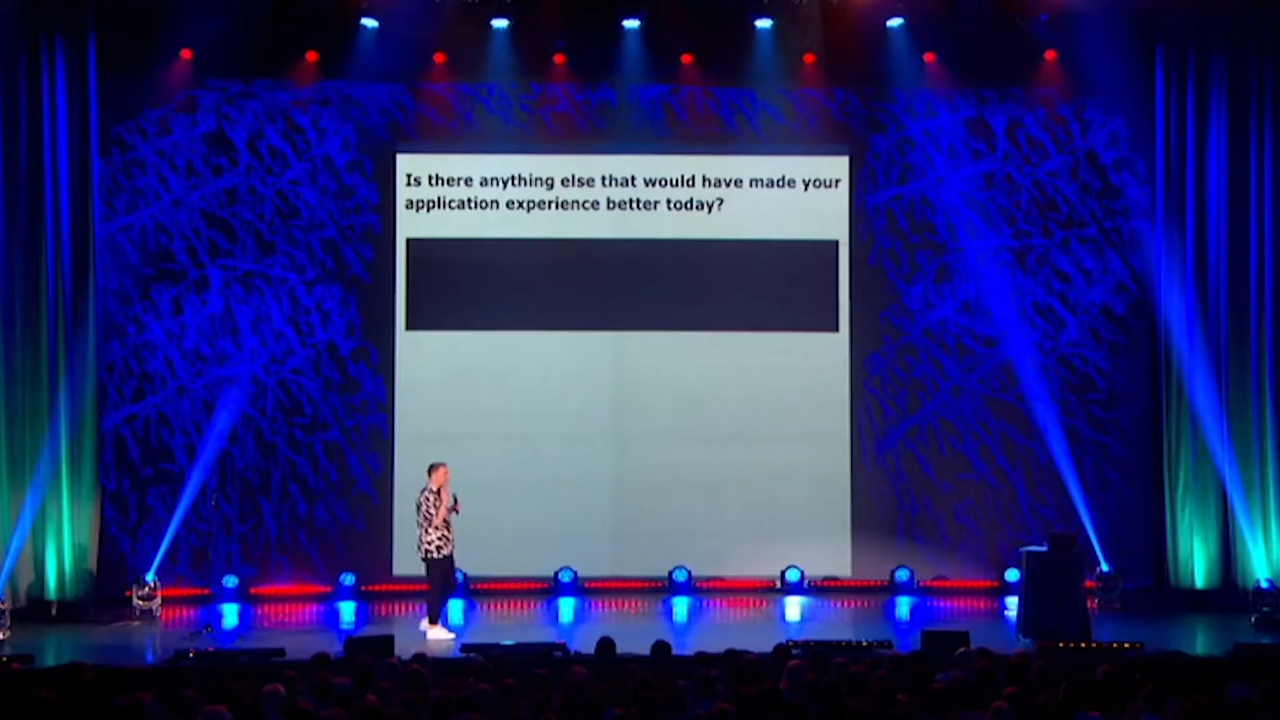 Is there anything else that would have made your
application experience better today?